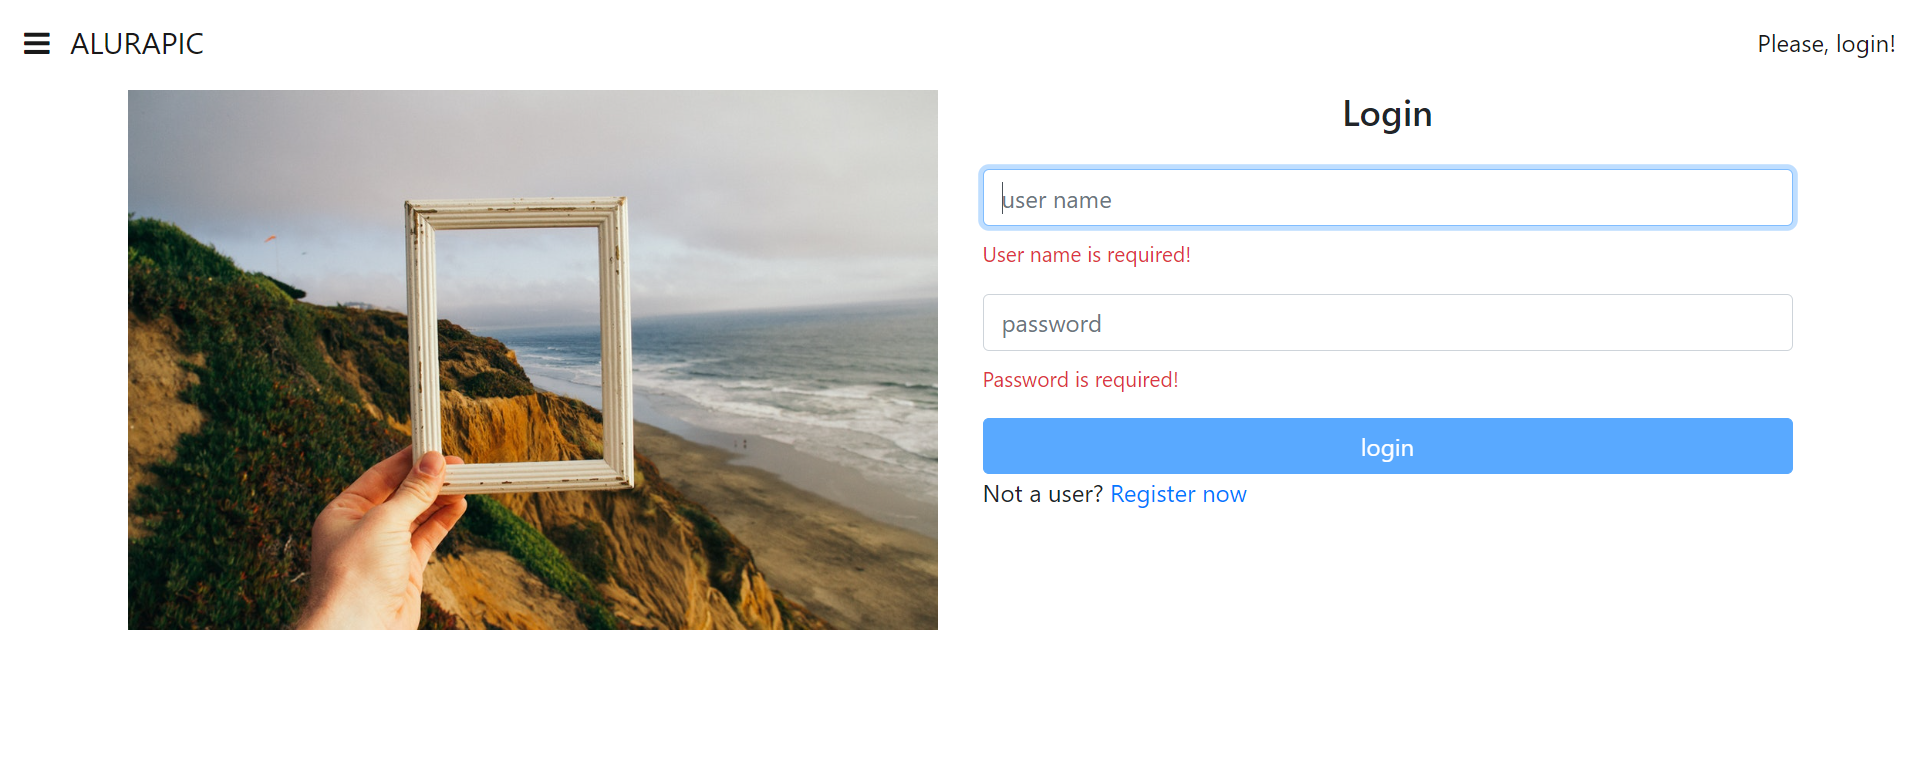 ALURAPIC
Please, login!
Login
user name
User name is required!
password
Password is required!
login
Not a user? Register now